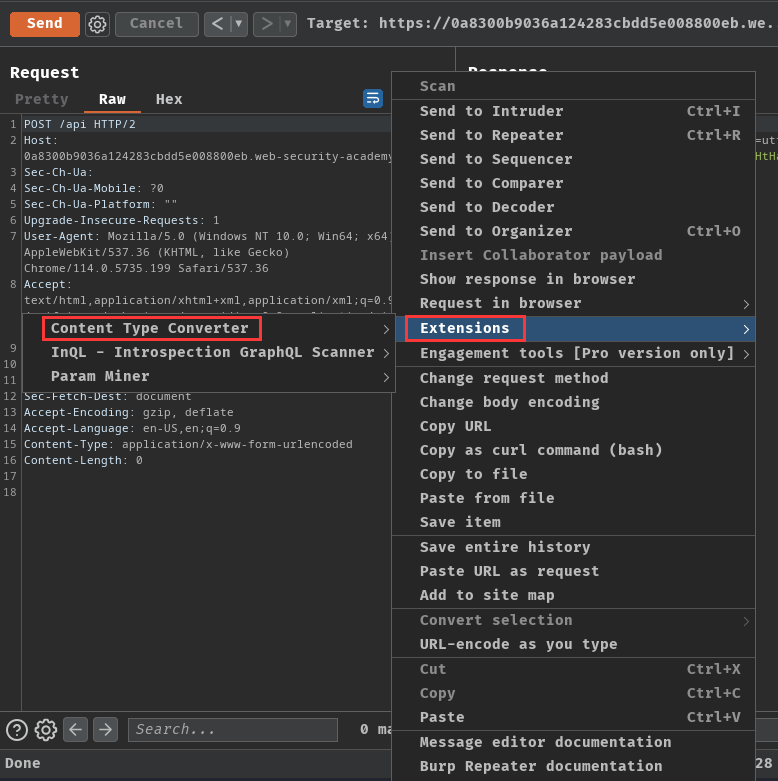 Send
Cancel
< ▼
> ▼
Target: https://0a8300b9036a124283cbdd5e008800eb.we.
Request
Response
Pretty
Raw
Hex
1 POST /api HTTP/2
2 Host:
0a8300b9036a124283cbdd5e008800eb.web-security-academy
3 Sec-Ch-Ua:
4 Sec-Ch-Ua-Mobile: ?0
5 Sec-Ch-Ua-Platform: ""
6 Upgrade-Insecure-Requests: 1
7 User-Agent: Mozilla/5.0 (Windows NT 10.0; Win64; x64)
AppleWebKit/537.36 (KHTML, like Gecko)
Chrome/114.0.5735.199 Safari/537.36
8 Accept:
text/html,application/xhtml+xml,application/xml;q=0.9
9
10
11
12 Sec-Fetch-Dest: document
13 Accept-Encoding: gzip, deflate
14 Accept-Language: en-US,en;q=0.9
15 Content-Type: application/x-www-form-urlencoded
16 Content-Length: 0
17
18
Content Type Converter
InQL - Introspection GraphQL Scanner
Param Miner
Scan
Send to Intruder Ctrl+I
Send to Repeater Ctrl+R
Send to Sequencer
Send to Comparer
Send to Decoder
Send to Organizer Ctrl+O
Insert Collaborator payload
Show response in browser
Request in browser
Extensions
Engagement tools [Pro version only]
Change request method
Change body encoding
Copy URL
Copy as curl command (bash)
Copy to file
Paste from file
Save item
Save entire history
Paste URL as request
Add to site map
Convert selection
URL-encode as you type
Cut Ctrl+X
Copy Ctrl+C
Paste Ctrl+V
Message editor documentation
Burp Repeater documentation
=ut
HtHa
Search...
0 ma
Done
28